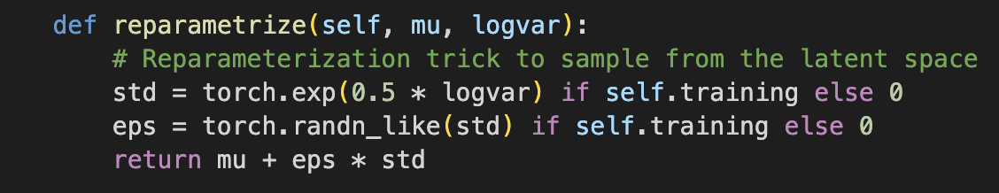 def reparametrize(self, mu, logvar):
    # Reparameterization trick to sample from the latent space
    std = torch.exp(0.5 * logvar) if self.training else 0
    eps = torch.randn_like(std) if self.training else 0
    return mu + eps * std